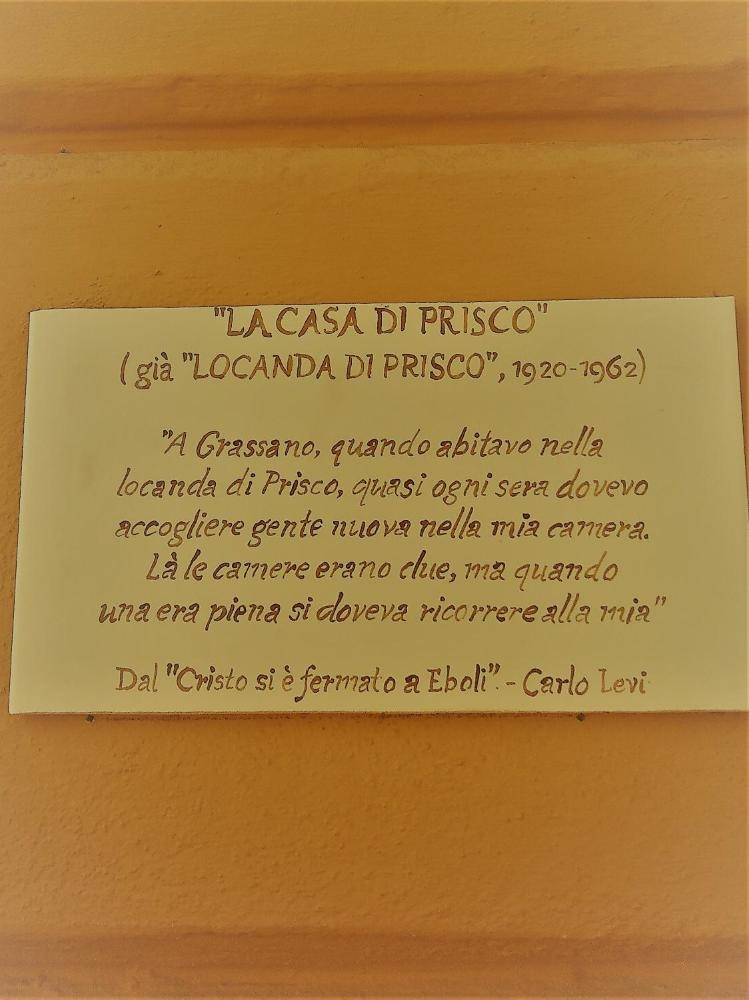 "LA CASA DI PRISCO"
(già "LOCANDA DI PRISCO", 1920-1962)
"A Grassano, quando abitavo nella
locanda di Prisco, quasi ogni sera dovevo
accogliere gente nuova nella mia camera.
Là le camere erano due, ma quando
una era piena si doveva ricorrere alla mia"
Dal "Cristo si è fermato a Eboli". - Carlo Levi